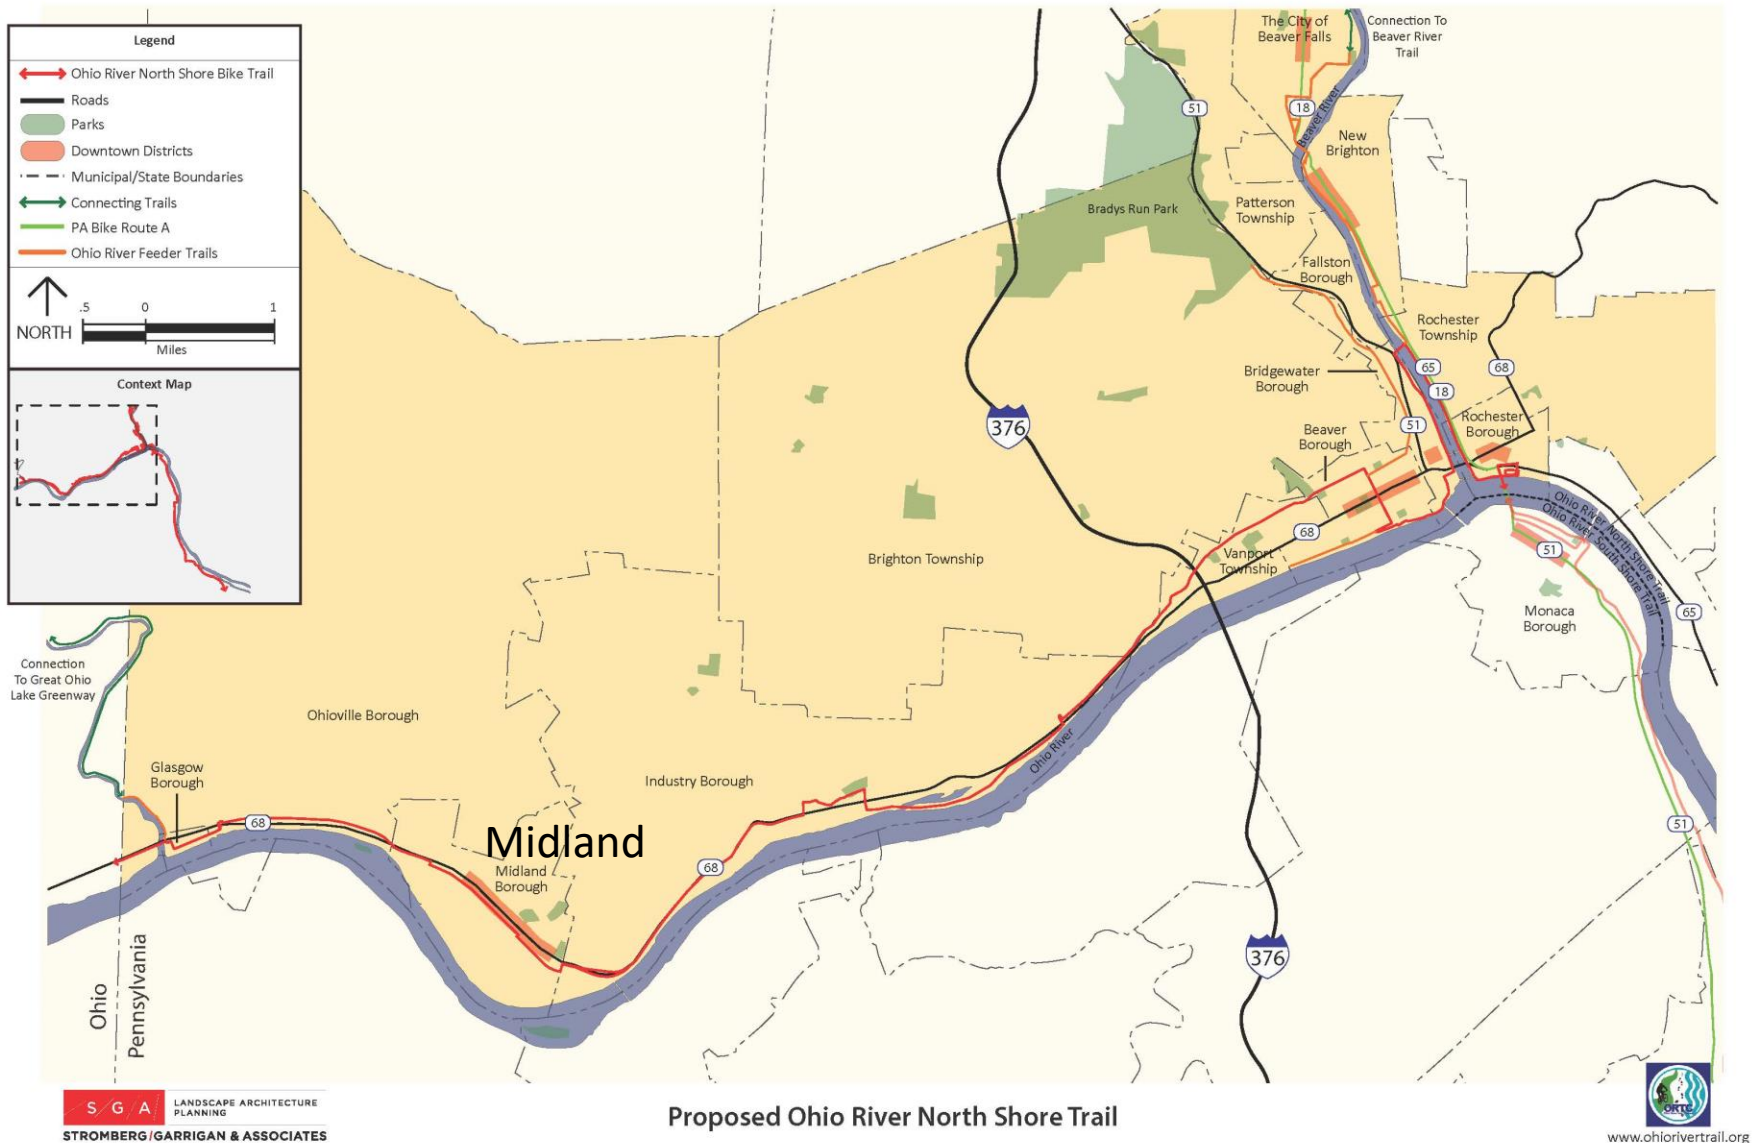 Legend
Ohio River North Shore Bike Trail
Roads
Parks
Downtown Districts
Municipal/State Boundaries
Connecting Trails
PA Bike Route A
Ohio River Feeder Trails
NORTH
.5 0 1
Miles
Context Map
The City of
Beaver Falls
Connection To
Beaver River
Trail
51
18
Beaver River
New
Brighton
Bradys Run Park
Patterson
Township
Fallston
Borough
Rochester
Township
Bridgewater
Borough
65
68
18
376
51
Beaver
Borough
Rochester
Borough
68
Vanport
Township
Brighton Township
Ohio River North Shore Trail
Ohio River South Shore Trail
51
Monaca
Borough
65
Connection
To Great Ohio
Lake Greenway
Ohioville Borough
Ohio River
Glasgow
Borough
Industry Borough
68
Midland
Midland
Borough
68
51
376
Ohio
Pennsylvania
SGA
LANDSCAPE ARCHITECTURE
PLANNING
STROMBERG/GARRIGAN & ASSOCIATES
Proposed Ohio River North Shore Trail
ORTC
www.ohiorivertrail.org